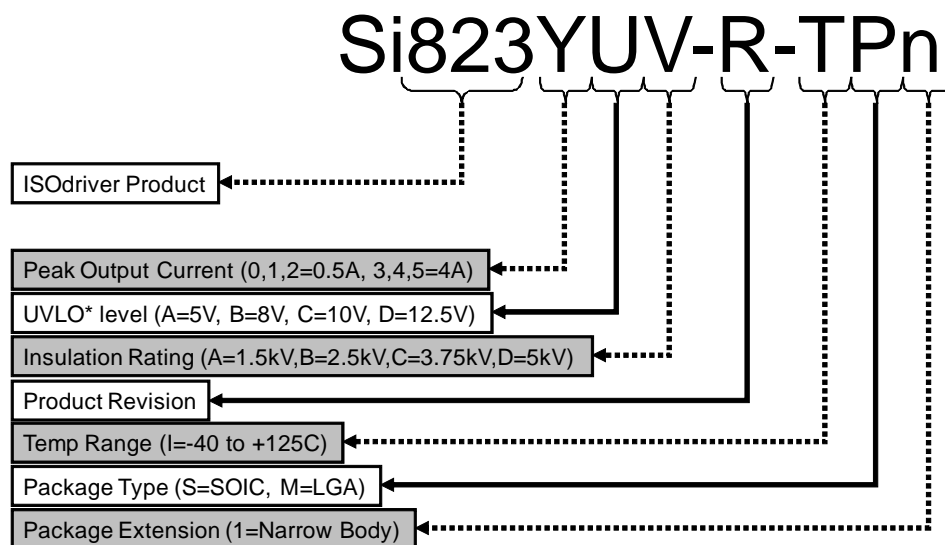 Si823YUV-R-TPn
ISOdriver Product
Peak Output Current (0,1,2=0.5A, 3,4,5=4A)
UVLO* level (A=5V, B=8V, C=10V, D=12.5V)
Insulation Rating (A=1.5kV,B=2.5kV,C=3.75kV,D=5kV)
Product Revision
Temp Range (I=-40 to +125C)
Package Type (S=SOIC, M=LGA)
Package Extension (1=Narrow Body)